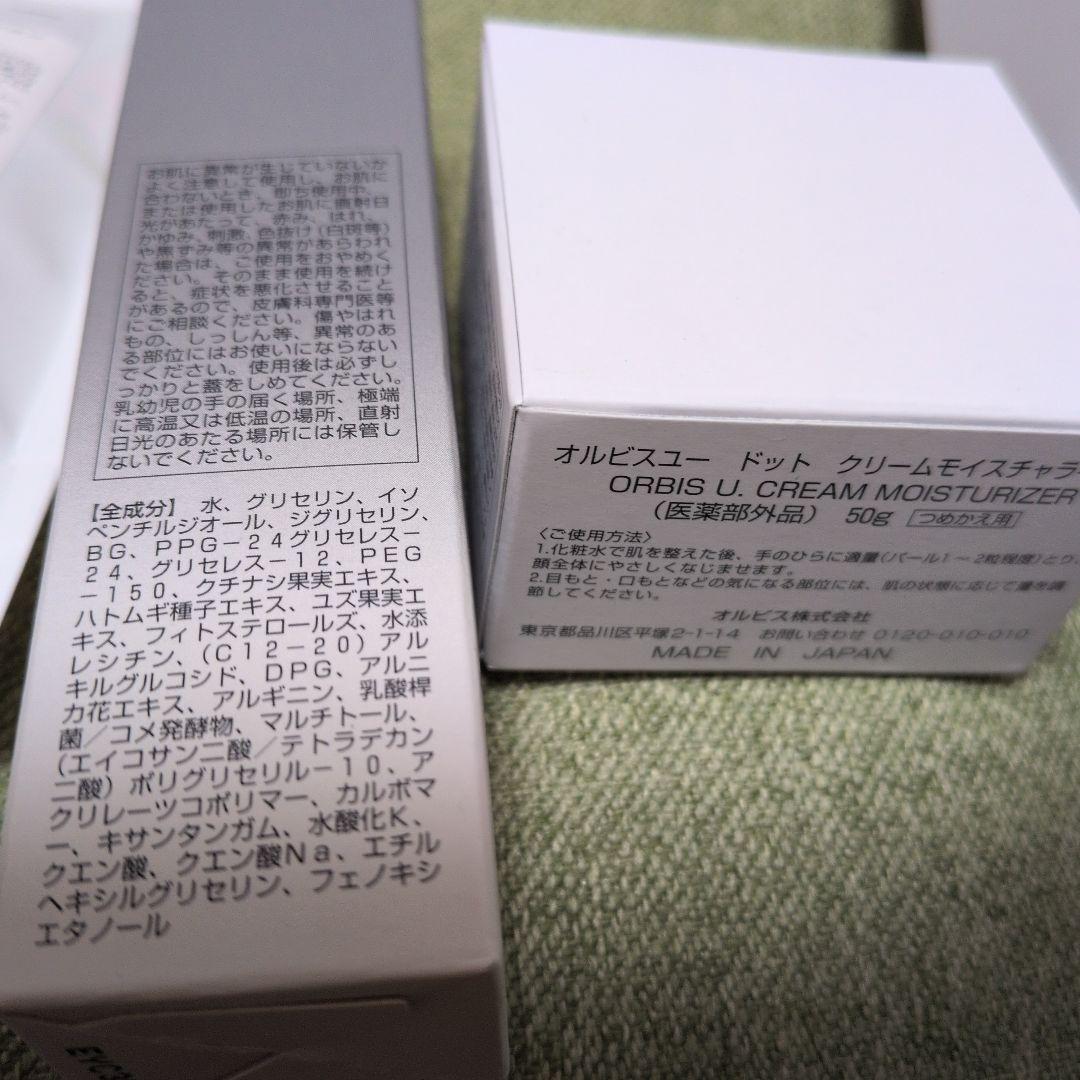 お肌に異常が生じていないか
よく注意して使用し、お肌に
合わないとき、即ち使用中、
または使用したお肌に直射日
光があたって、赤み、はれ、
かゆみ、刺激、色抜け(白斑等)
や黒ずみ等の異常があらわれ
た場合は、ご使用をおやめく
ださい。そのまま使用を続け
ると、症状を悪化させること
があるので、皮膚科専門医等
にご相談ください。傷やはれ
もの、しっしん等、異常のあ
る部位にはお使いにならない
でください。使用後は必ずし
っかりと蓋をしめてください。
乳幼児の手の届く場所、極端
に高温又は低温の場所、直射
日光のあたる場所には保管し
ないでください。
【全成分】 水、グリセリン、イソ
ペンチルジオール、ジグリセリン、
BG、PPG-24グリセレス-
24、グリセレス-12、PEG
-150、クチナシ果実エキス、
ハトムギ種子エキス、ユズ果実エ
キス、フィトステロールズ、水添
レシチン、(C12-20)アル
キルグルコシド、DPG、アルニ
カ花エキス、アルギニン、乳酸桿
菌/コメ発酵物、マルチトール、
(エイコサン二酸/テトラデカン
二酸)ポリグリセリル-10、ア
クリレーツコポリマー、カルボマ
ー、キサンタンガム、水酸化K、
クエン酸、クエン酸Na、エチル
ヘキシルグリセリン、フェノキシ
エタノール
オルビスユー ドット クリームモイスチャラ
ORBIS U. CREAM MOISTURIZER
(医薬部外品) 50g つめかえ用
〈ご使用方法〉
1.化粧水で肌を整えた後、手のひらに適量(パール1~2粒程度)とり、
顔全体にやさしくなじませます。
2.目もと・口もとなどの気になる部位には、肌の状態に応じて量を調
節してください。
オルビス株式会社
東京都品川区平塚2-1-14 お問い合わせ 0120-010-010
MADE IN JAPAN